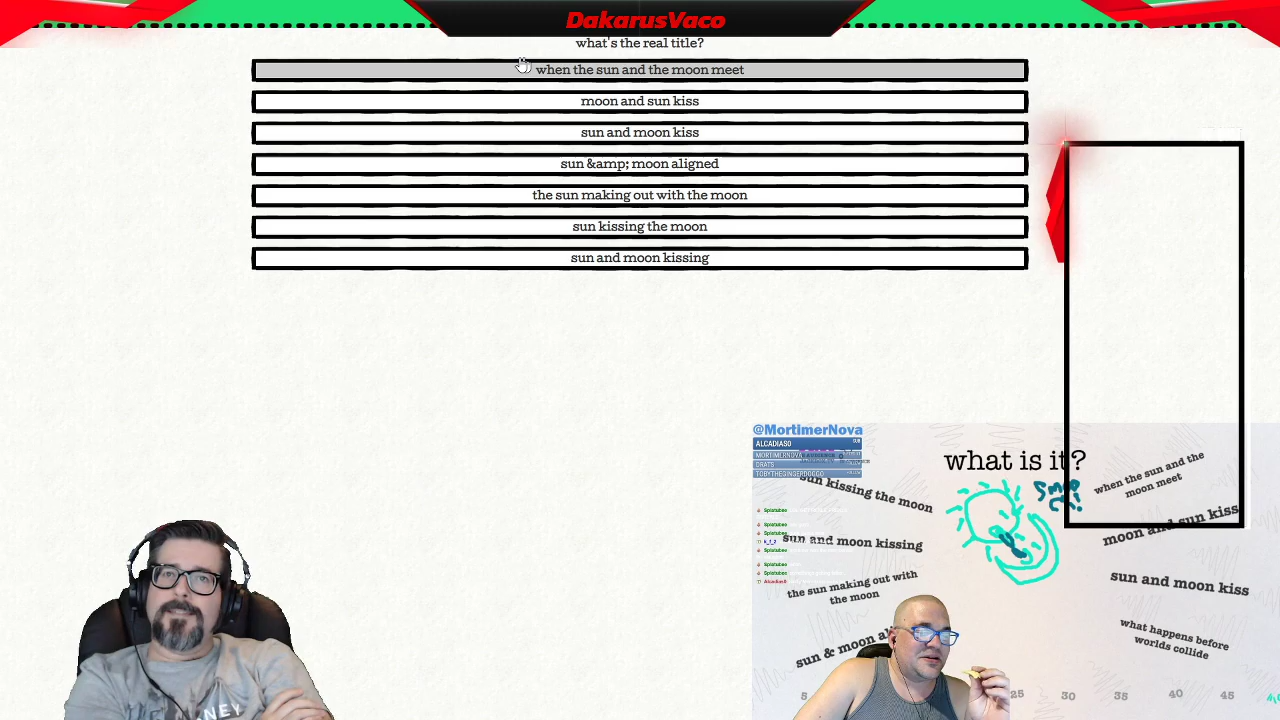 DakarusVaco
what's the real title?
when the sun and the moon meet
moon and sun kiss
sun and moon kiss
sun &amp; moon aligned
the sun making out with the moon
sun kissing the moon
sun and moon kissing
@MortimerNova
ALCADIAS0
DRATS
TOBYTHEGINGERDOGGO
what is it?
sun kissing the moon
when the sun and the
moon meet
moon and sun kiss
sun and moon kissing
the sun making out with
the moon
sun and moon kiss
what happens before
worlds collide
sun & moon al
5
25
30
35
40
45